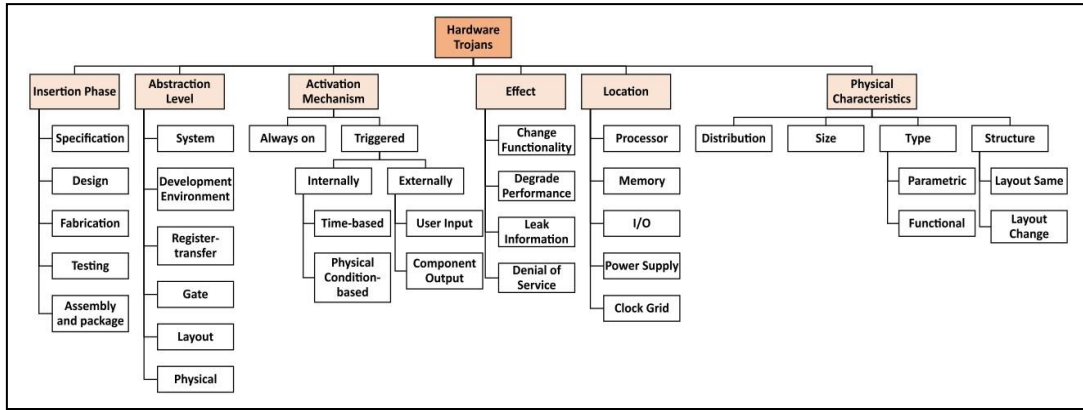 Hardware
Trojans
Insertion Phase
Abstraction
Level
Activation
Mechanism
Effect
Location
Physical
Characteristics
Specification
Design
Fabrication
Testing
Assembly
and package
System
Development
Environment
Register-
transfer
Gate
Layout
Physical
Always on
Triggered
Internally
Externally
Time-based
Physical
Condition-
based
User Input
Component
Output
Change
Functionality
Degrade
Performance
Leak
Information
Denial of
Service
Processor
Memory
I/O
Power Supply
Clock Grid
Distribution
Size
Type
Structure
Parametric
Functional
Layout Same
Layout
Change